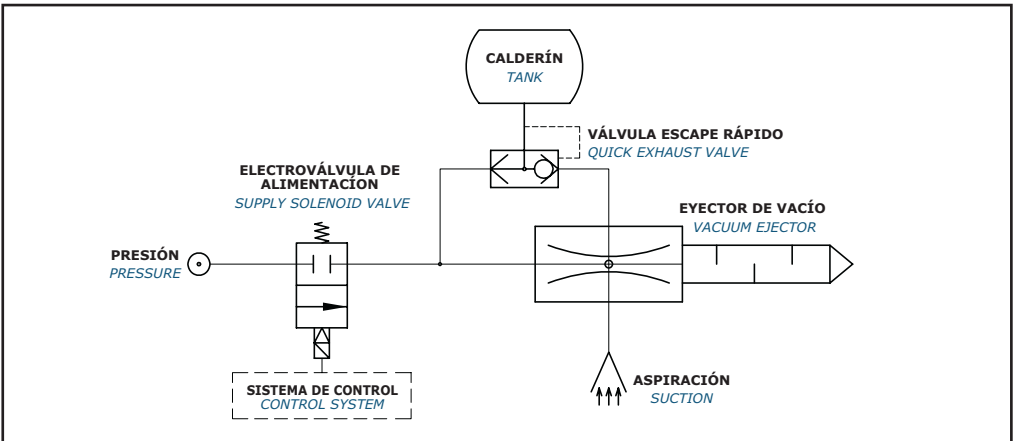 CALDERÍN
TANK
VÁLVULA ESCAPE RÁPIDO
QUICK EXHAUST VALVE
ELECTROVÁLVULA DE
ALIMENTACÍON
SUPPLY SOLENOID VALVE
EYECTOR DE VACÍO
VACUUM EJECTOR
PRESIÓN
PRESSURE
ASPIRACIÓN
SUCTION
SISTEMA DE CONTROL
CONTROL SYSTEM